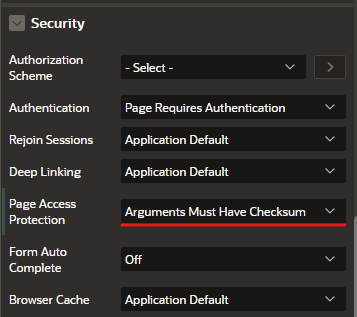 Security
Authorization
Scheme
- Select -
Authentication
Page Requires Authentication
Rejoin Sessions
Application Default
Deep Linking
Application Default
Page Access
Protection
Arguments Must Have Checksum
Form Auto
Complete
Off
Browser Cache
Application Default